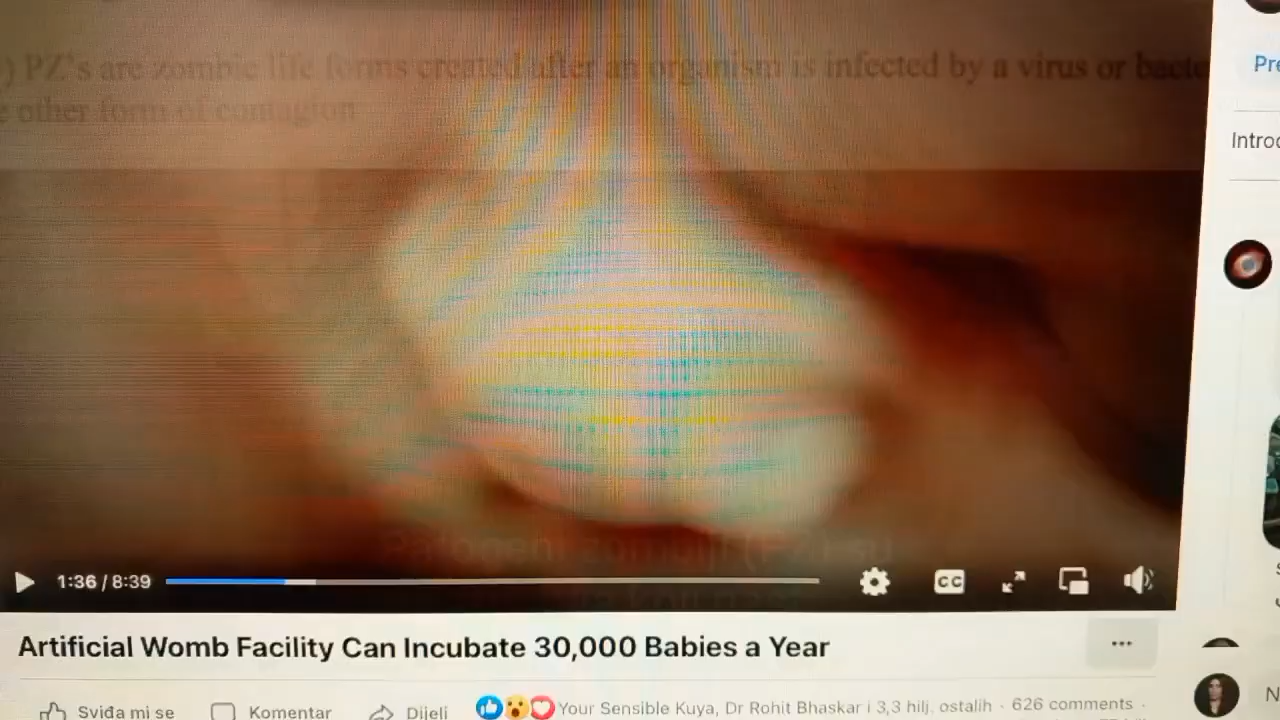 ) PZ's are zombie life forms created after an organism is infected by a virus or bacte
e other form of contagion
Pre
Introd
1:36 / 8:39
CC
Artificial Womb Facility Can Incubate 30,000 Babies a Year
Sviđa mi se
Komentar
Dijeli
Your Sensible Kuya, Dr Rohit Bhaskar i 3,3 hilj. ostalih · 626 comments ·
N